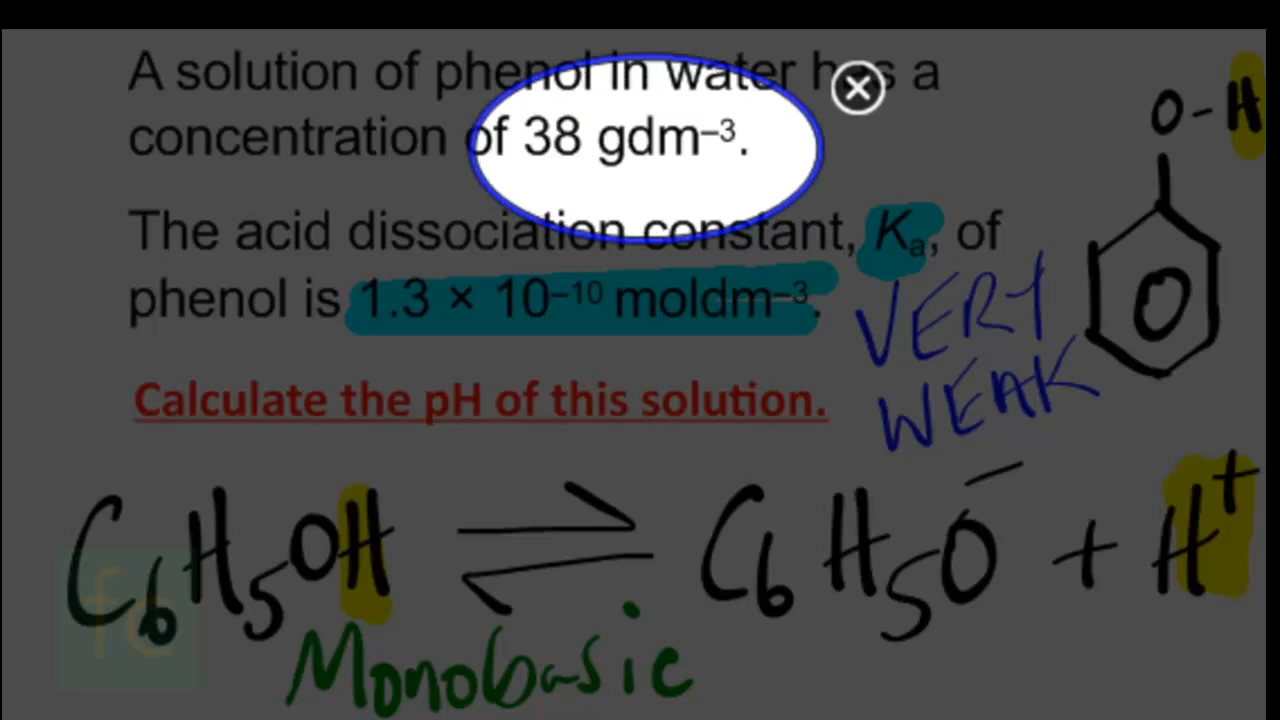 A solution of phenol in water has a
concentration of 38 gdm⁻³.
O-H
The acid dissociation constant, Kₐ, of
phenol is 1.3 × 10⁻¹⁰ moldm⁻³.
VERY
WEAK
Calculate the pH of this solution.
C₆H₅OH ⇌ C₆H₅O⁻ + H⁺
fc
Monobasic